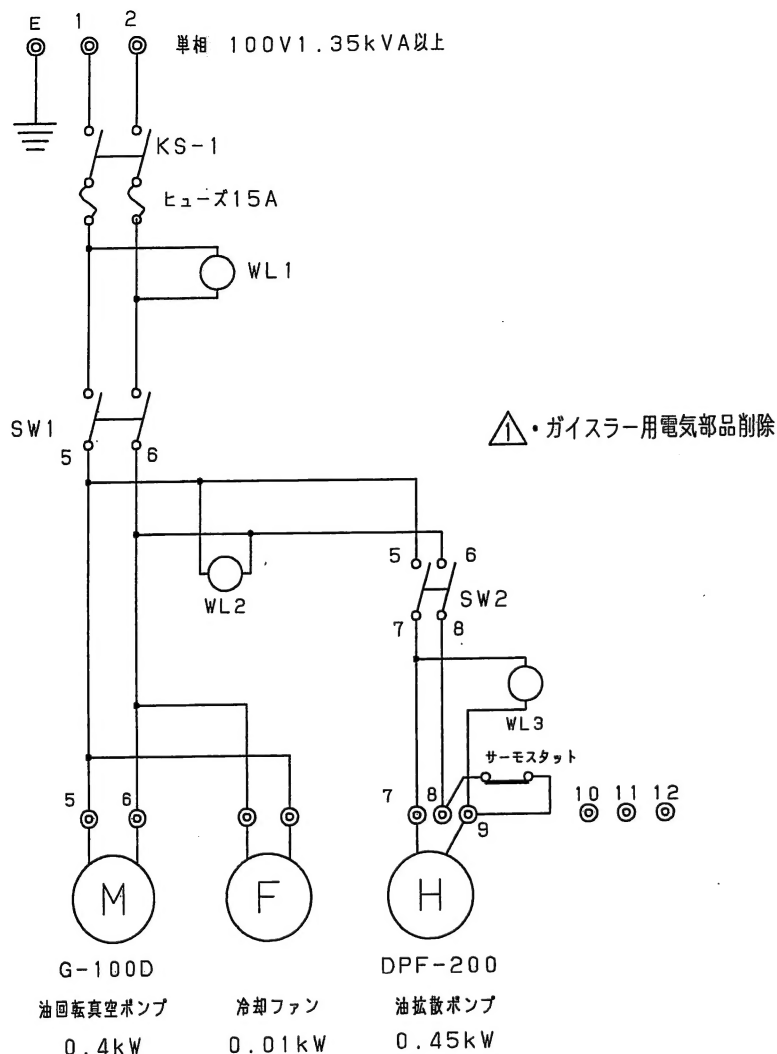 E 1 2
単相 100V1.35kVA以上
KS-1
ヒューズ15A
WL1
SW1
5 6
⚠1・ガイスラー用電気部品削除
5 6
WL2
SW2
7 8
WL3
サーモスタット
5 6 7 8 9 10 11 12
M F H
G-100D DPF-200
油回転真空ポンプ 冷却ファン 油拡散ポンプ
0.4kW 0.01kW 0.45kW